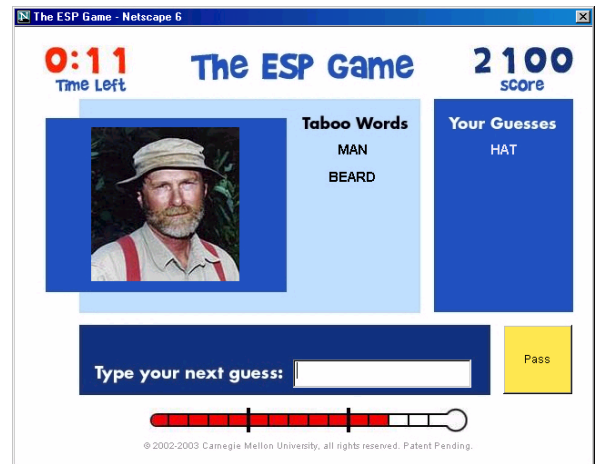 The ESP Game - Netscape 6
0:11
Time Left
The ESP Game
2100
score
Taboo Words
MAN
BEARD
Your Guesses
HAT
Type your next guess:
Pass
© 2002-2003 Carnegie Mellon University, all rights reserved. Patent Pending.